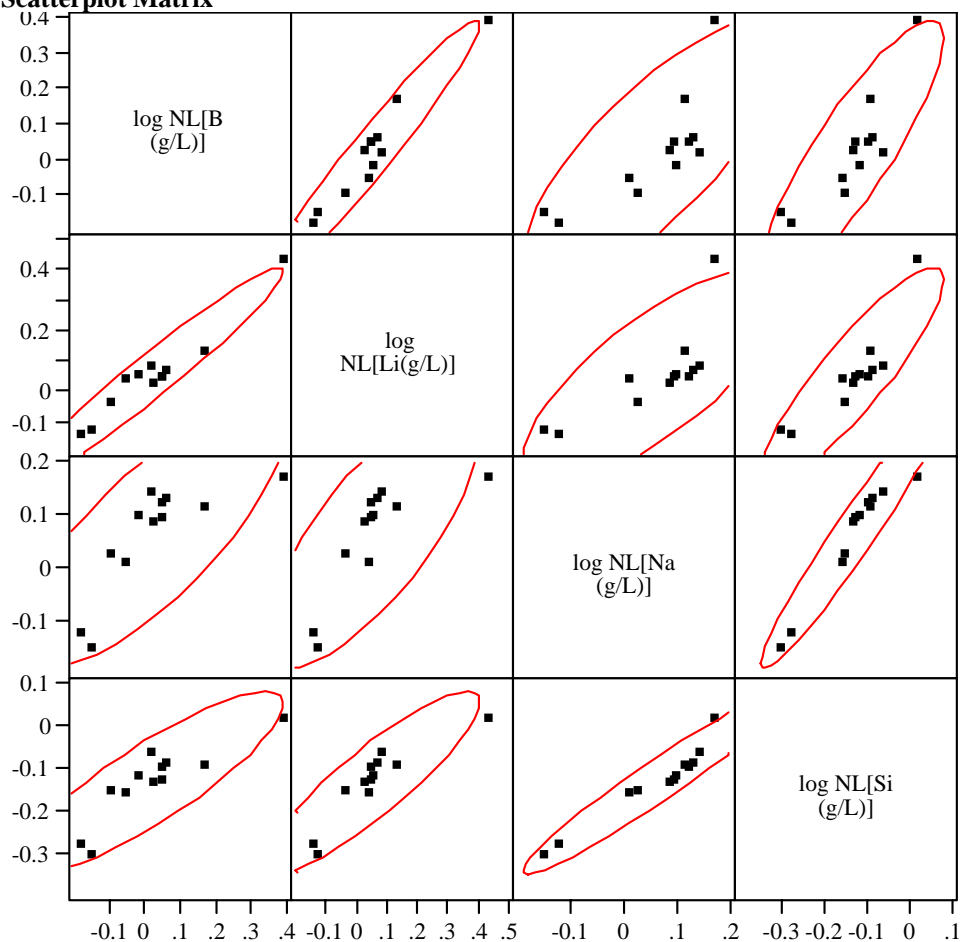 Scatterplot Matrix
0.4
0.3
0.2
0.1
0
-0.1
log NL[B
(g/L)]
0.4
0.2
0
-0.1
log
NL[Li(g/L)]
0.2
0.1
0
-0.1
log NL[Na
(g/L)]
0.1
0
-0.1
-0.2
-0.3
log NL[Si
(g/L)]
-0.1 0 .1 .2 .3 .4 -0.1 0 .1 .2 .3 .4 .5 -0.1 0 0.1 .2 -0.3 -0.2 -0.1 0 0.1